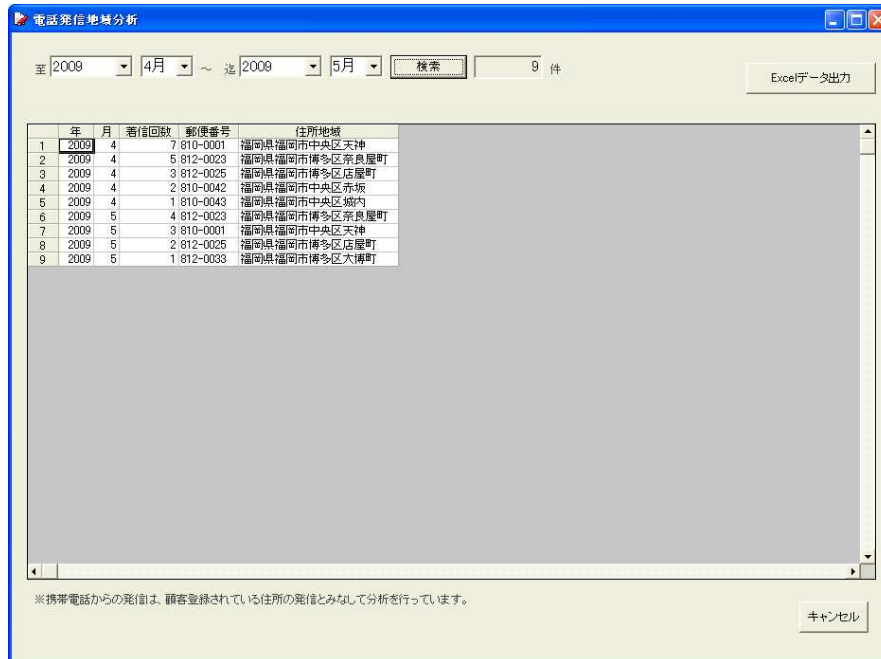 電話発信地域分析
至 2009 4月 ～ 迄 2009 5月 検索 9 件
Excelデータ出力
年 月 着信回数 郵便番号 住所地域
1 2009 4 7 810-0001 福岡県福岡市中央区天神
2 2009 4 5 812-0023 福岡県福岡市博多区奈良屋町
3 2009 4 3 812-0025 福岡県福岡市博多区店屋町
4 2009 4 2 810-0042 福岡県福岡市中央区赤坂
5 2009 4 1 810-0043 福岡県福岡市中央区城内
6 2009 5 4 812-0023 福岡県福岡市博多区奈良屋町
7 2009 5 3 810-0001 福岡県福岡市中央区天神
8 2009 5 2 812-0025 福岡県福岡市博多区店屋町
9 2009 5 1 812-0033 福岡県福岡市博多区大博町
※携帯電話からの発信は、顧客登録されている住所の発信とみなして分析を行っています。
キャンセル